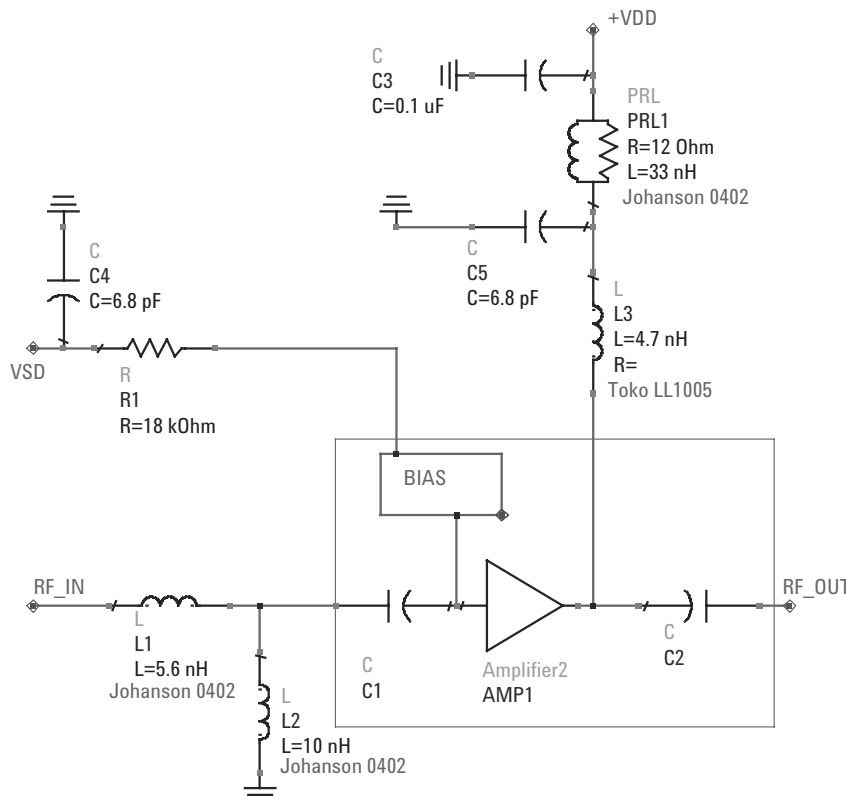 +VDD
C
C3
C=0.1 uF
PRL
PRL1
R=12 Ohm
L=33 nH
Johanson 0402
C
C4
C=6.8 pF
C
C5
C=6.8 pF
L
L3
L=4.7 nH
R=
Toko LL1005
VSD
R
R1
R=18 kOhm
BIAS
RF_IN
RF_OUT
L
L1
L=5.6 nH
Johanson 0402
C
C1
Amplifier2
AMP1
C
C2
L
L2
L=10 nH
Johanson 0402